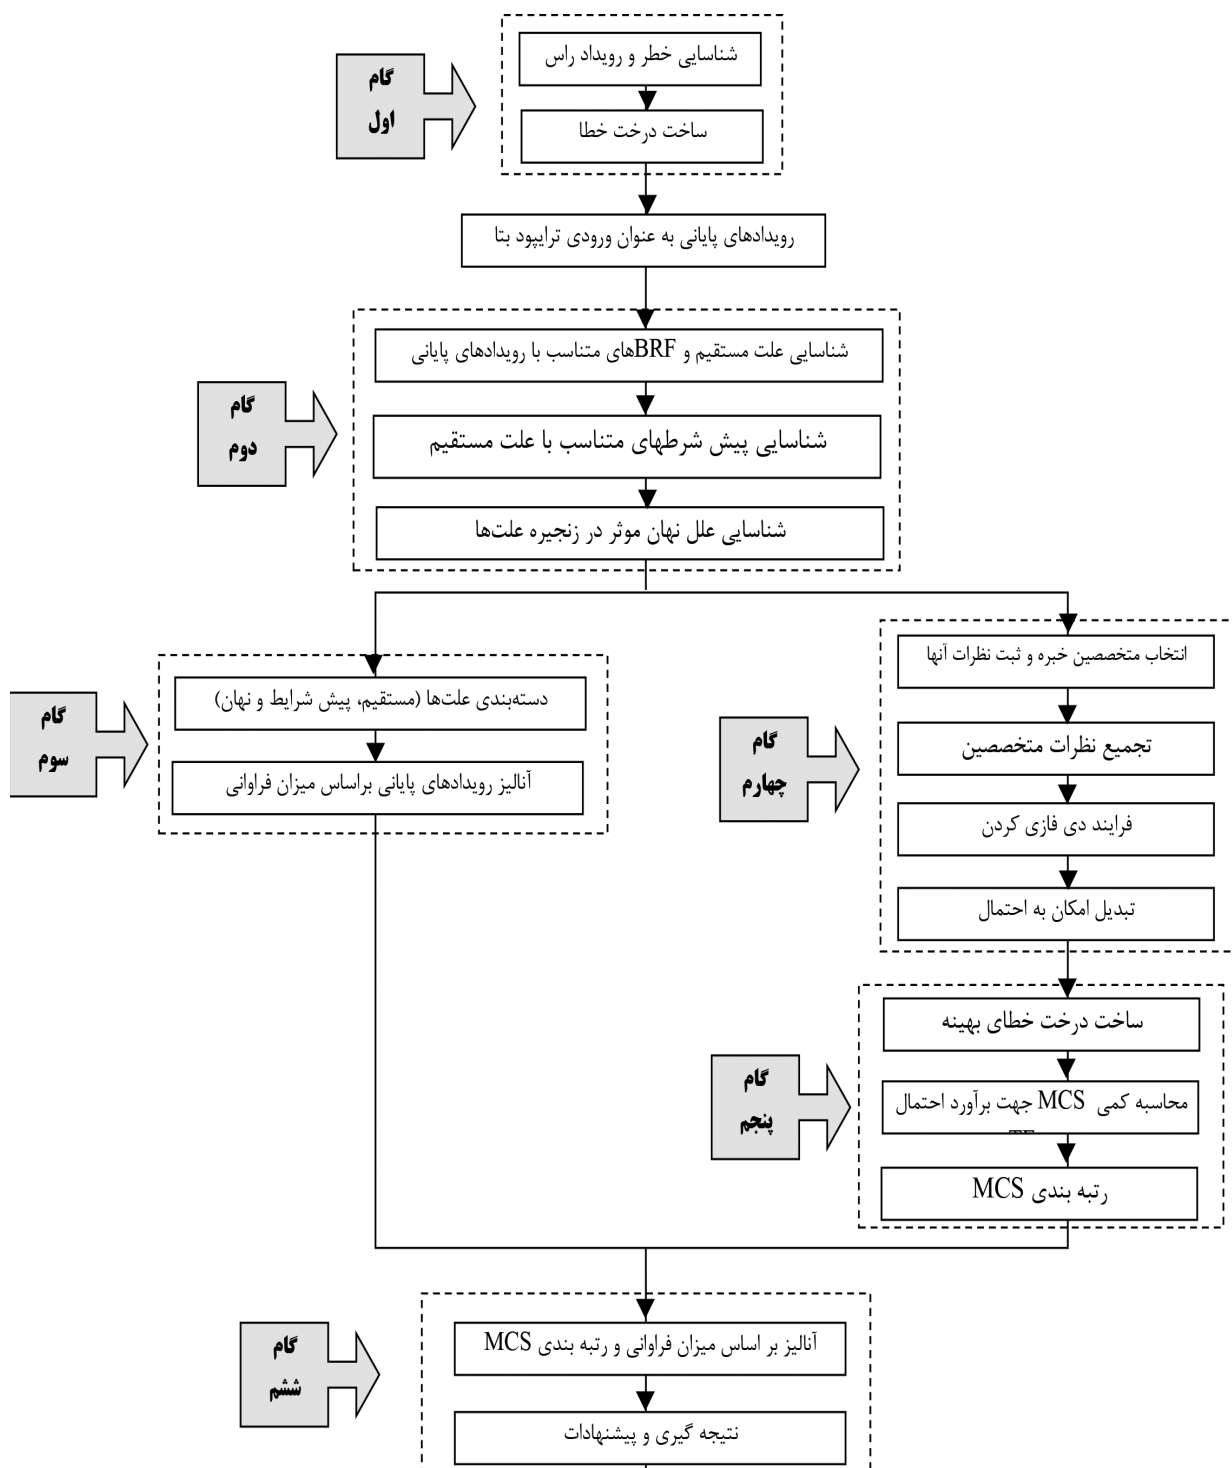 شناسایی خطر و رویداد راس
گام
اول
ساخت درخت خطا
رویدادهای پایانی به عنوان ورودی ترایپود بتا
شناسایی علت مستقیم و BRFهای متناسب با رویدادهای پایانی
گام
دوم
شناسایی پیش شرطهای متناسب با علت مستقیم
شناسایی علل نهان موثر در زنجیره علت‌ها
گام
سوم
دسته‌بندی علت‌ها (مستقیم، پیش شرایط و نهان)
آنالیز رویدادهای پایانی براساس میزان فراوانی
انتخاب متخصصین خبره و ثبت نظرات آنها
گام
چهارم
تجمیع نظرات متخصصین
فرایند دی فازی کردن
تبدیل امکان به احتمال
ساخت درخت خطای بهینه
گام
پنجم
محاسبه کمی MCS جهت برآورد احتمال
رتبه بندی MCS
گام
ششم
آنالیز بر اساس میزان فراوانی و رتبه بندی MCS
نتیجه گیری و پیشنهادات